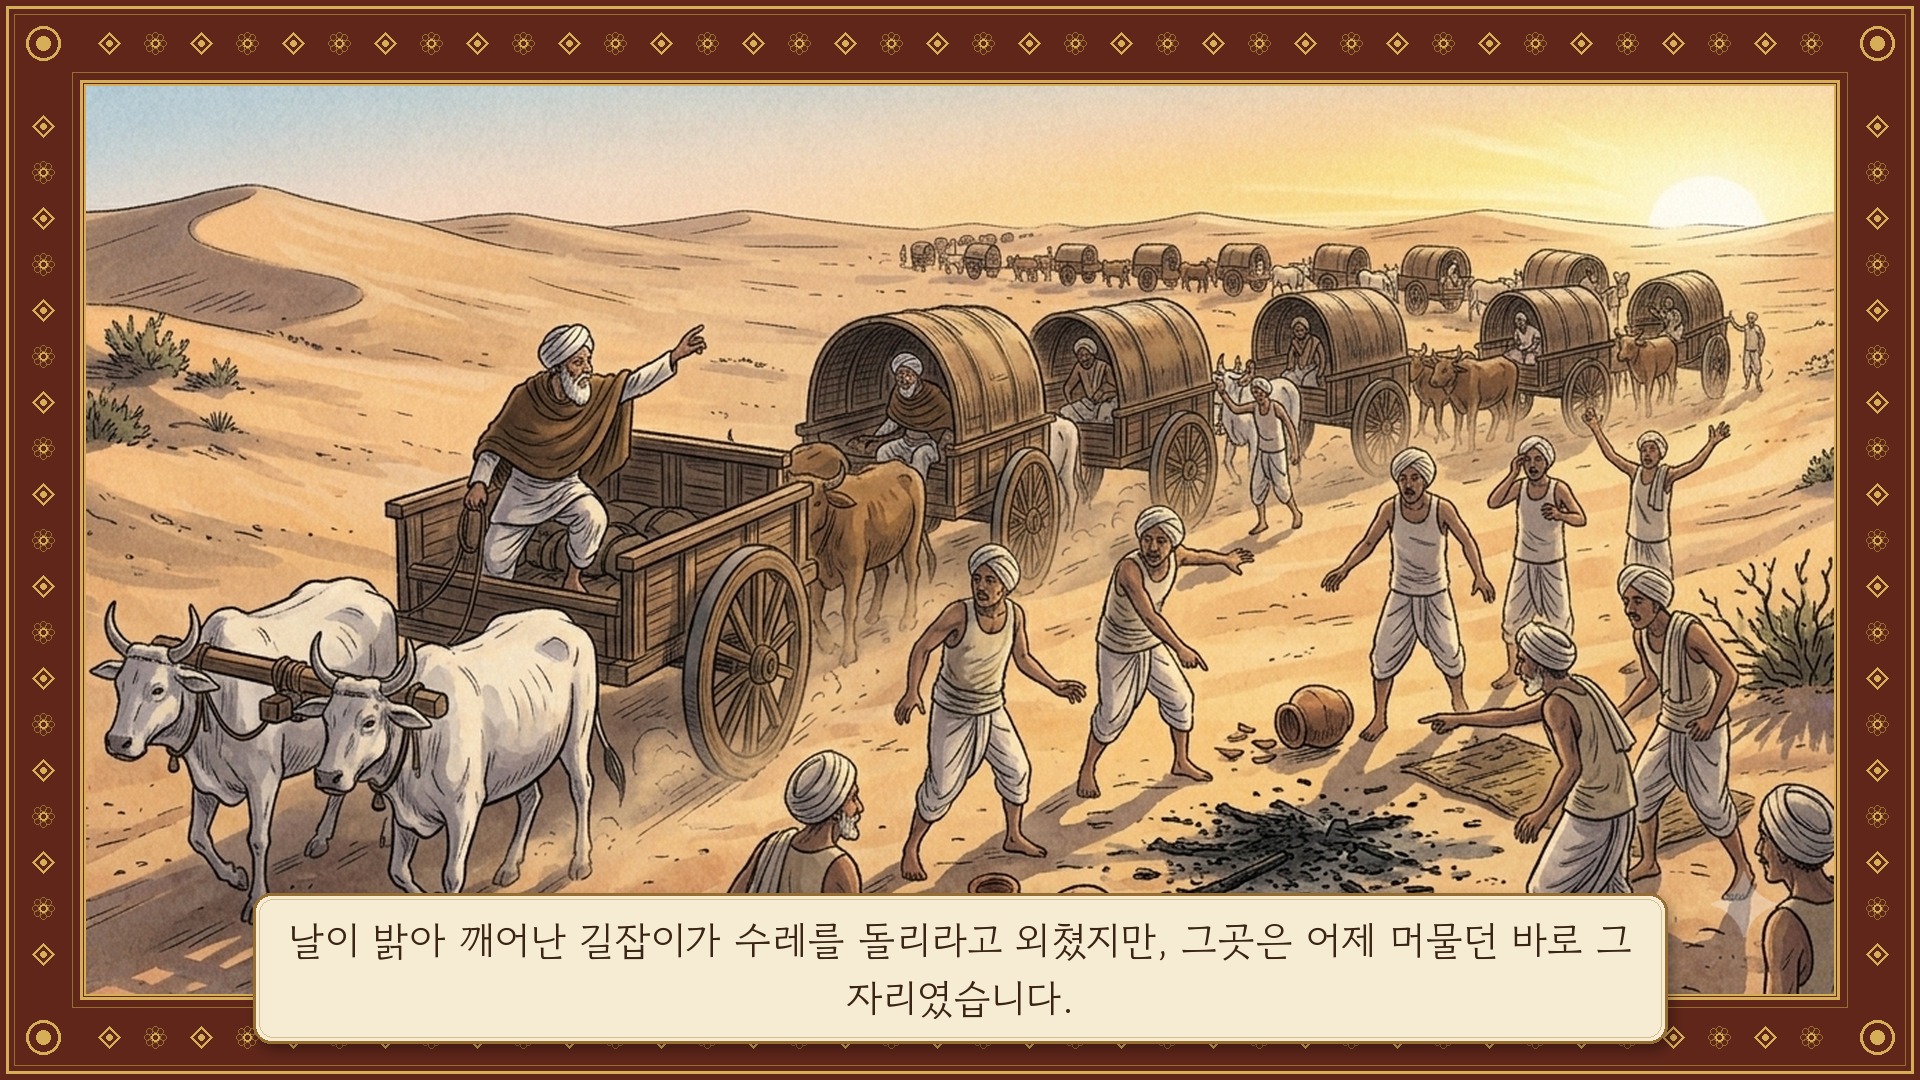 날이 밝아 깨어난 길잡이가 수레를 돌리라고 외쳤지만, 그곳은 어제 머물던 바로 그
자리였습니다.